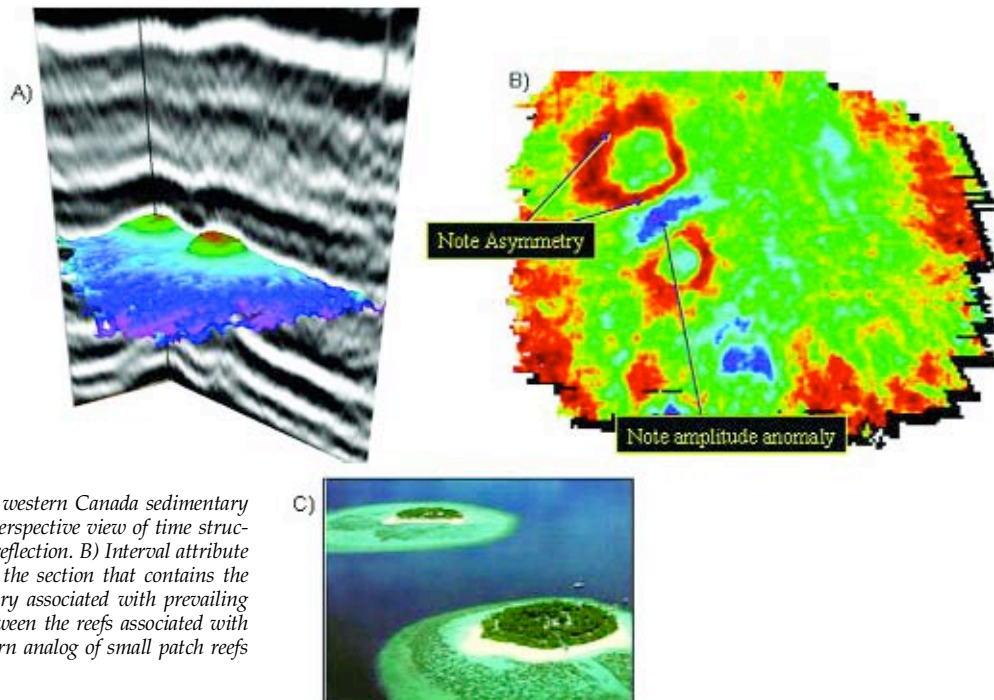 A)
B)
Note Asymmetry
Note amplitude anomaly
C)
western Canada sedimentary
erspective view of time struc-
eflection. B) Interval attribute
the section that contains the
ry associated with prevailing
ween the reefs associated with
rn analog of small patch reefs